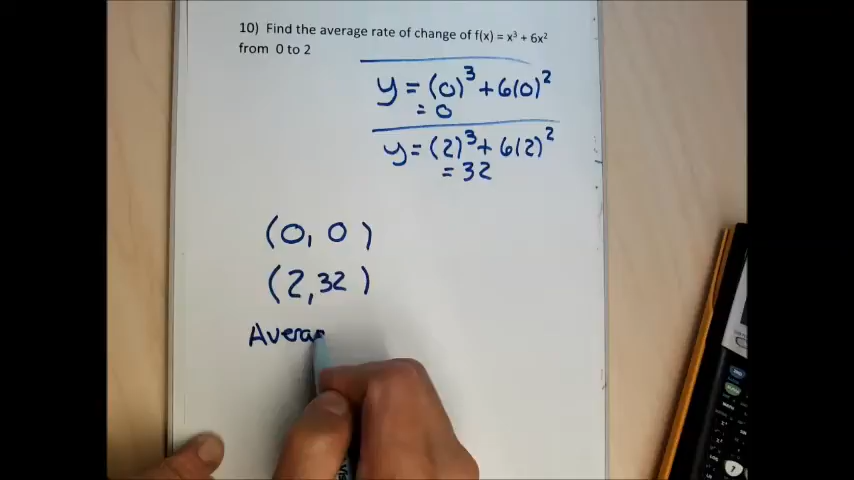 10) Find the average rate of change of f(x) = x³ + 6x²
from 0 to 2
y = (0)³ + 6(0)²
= 0
y = (2)³ + 6(2)²
= 32
(0, 0)
(2, 32)
Averag